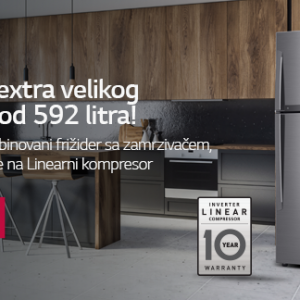 extra velikog
od 592 litra!
binovani frižider sa zamrzivačem,
e na Linearni kompresor
INVERTER
LINEAR
COMPRESSOR
10 YEAR
WARRANTY